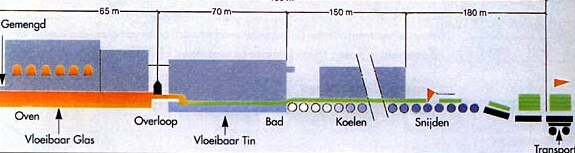 65 m
70 m
150 m
180 m
Gemengd
Oven
Overloop
Bad
Koelen
Snijden
Vloeibaar Glas
Vloeibaar Tin
Transport